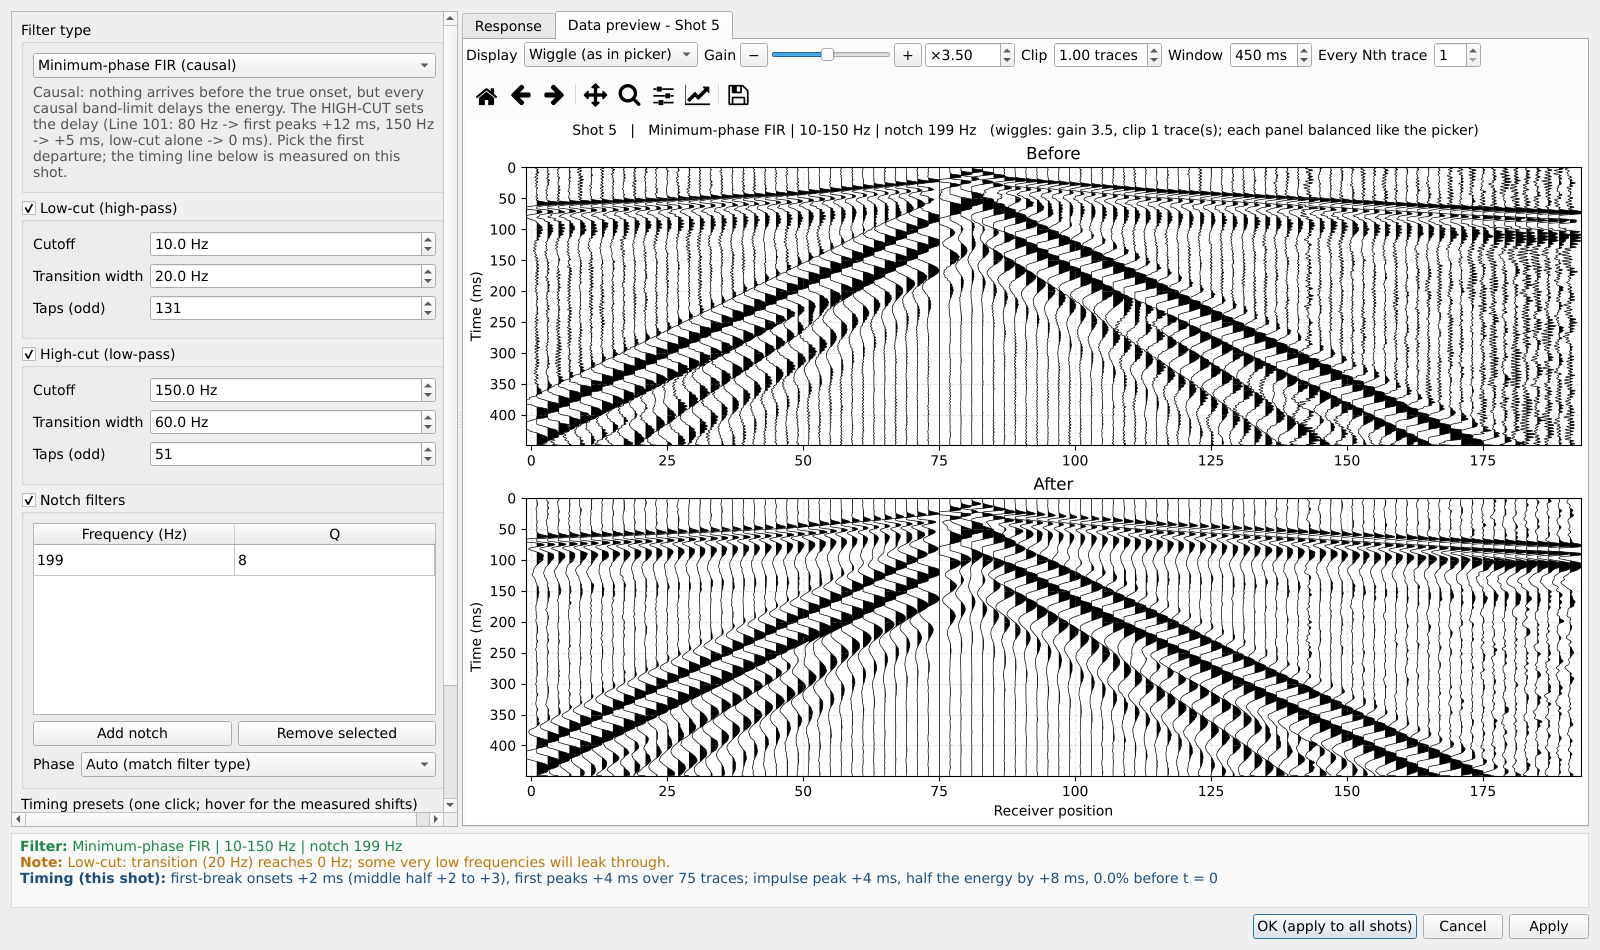 Filter type
Minimum-phase FIR (causal)
Causal: nothing arrives before the true onset, but every
causal band-limit delays the energy. The HIGH-CUT sets
the delay (Line 101: 80 Hz -> first peaks +12 ms, 150 Hz
-> +5 ms, low-cut alone -> 0 ms). Pick the first
departure; the timing line below is measured on this
shot.
Low-cut (high-pass)
Cutoff 10.0 Hz
Transition width 20.0 Hz
Taps (odd) 131
High-cut (low-pass)
Cutoff 150.0 Hz
Transition width 60.0 Hz
Taps (odd) 51
Notch filters
Frequency (Hz) Q
199 8
Add notch Remove selected
Phase Auto (match filter type)
Timing presets (one click; hover for the measured shifts)
Response Data preview - Shot 5
Display Wiggle (as in picker) Gain − + ×3.50 Clip 1.00 traces Window 450 ms Every Nth trace 1
Shot 5 | Minimum-phase FIR | 10-150 Hz | notch 199 Hz (wiggles: gain 3.5, clip 1 trace(s); each panel balanced like the picker)
Before
0
50
100
150
200
250
300
350
400
Time (ms)
0 25 50 75 100 125 150 175
After
0
50
100
150
200
250
300
350
400
Time (ms)
0 25 50 75 100 125 150 175
Receiver position
Filter: Minimum-phase FIR | 10-150 Hz | notch 199 Hz
Note: Low-cut: transition (20 Hz) reaches 0 Hz; some very low frequencies will leak through.
Timing (this shot): first-break onsets +2 ms (middle half +2 to +3), first peaks +4 ms over 75 traces; impulse peak +4 ms, half the energy by +8 ms, 0.0% before t = 0
OK (apply to all shots) Cancel Apply